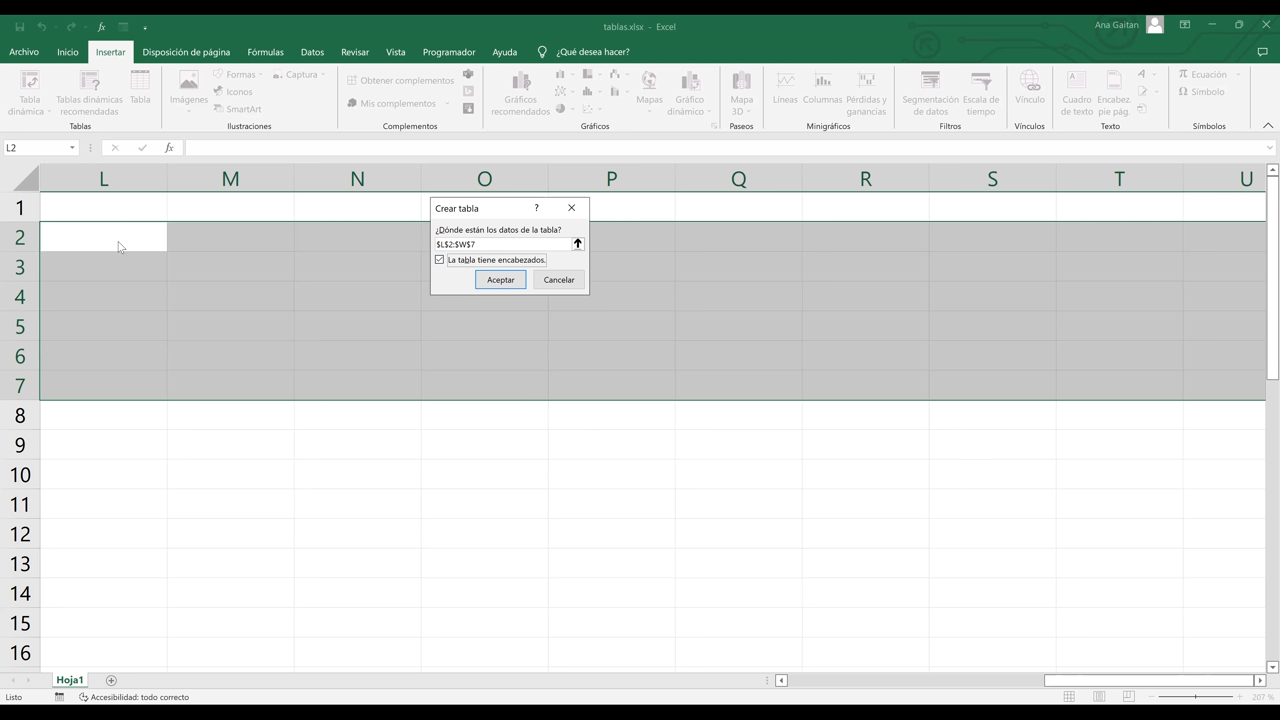 tablas.xlsx - Excel
Ana Gaitan
Archivo Inicio Insertar Disposición de página Fórmulas Datos Revisar Vista Programador Ayuda ¿Qué desea hacer?
Tabla dinámica
Tablas dinámicas recomendadas
Tabla
Tablas
Imágenes
Formas
Iconos
SmartArt
Captura
Ilustraciones
Obtener complementos
Mis complementos
Complementos
Gráficos recomendados
Mapas
Gráfico dinámico
Gráficos
Mapa 3D
Paseos
Líneas
Columnas
Pérdidas y ganancias
Minigráficos
Segmentación de datos
Escala de tiempo
Filtros
Vínculo
Vínculos
Cuadro de texto
Encabez. pie pág.
Texto
Ecuación
Símbolo
Símbolos
L2
fx
L M N O P Q R S T U
1
2
3
4
5
6
7
8
9
10
11
12
13
14
15
16
Crear tabla ?
¿Dónde están los datos de la tabla?
$L$2:$W$7
La tabla tiene encabezados.
Aceptar Cancelar
Hoja1
Listo Accesibilidad: todo correcto 207 %